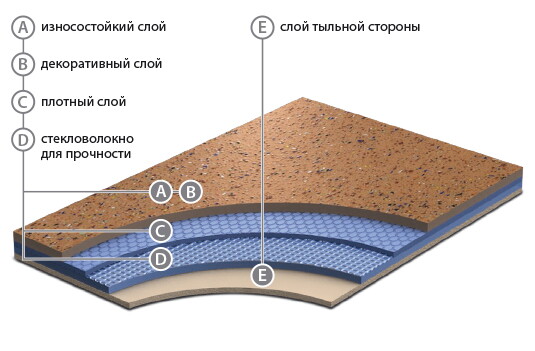 A износостойкий слой
B декоративный слой
C плотный слой
D стекловолокно
для прочности
E слой тыльной стороны
A B
C
D
E